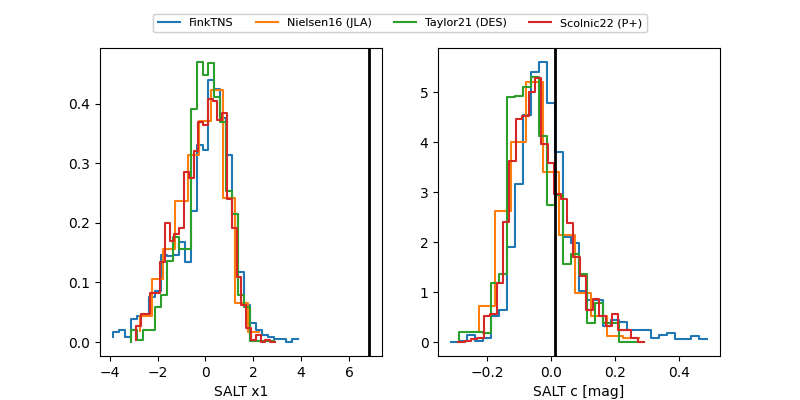 FinkTNS Nielsen16 (JLA) Taylor21 (DES) Scolnic22 (P+)
0.4
0.3
0.2
0.1
0.0
−4 −2 0 2 4 6
SALT x1
5
4
3
2
1
0
−0.2 0.0 0.2 0.4
SALT c [mag]